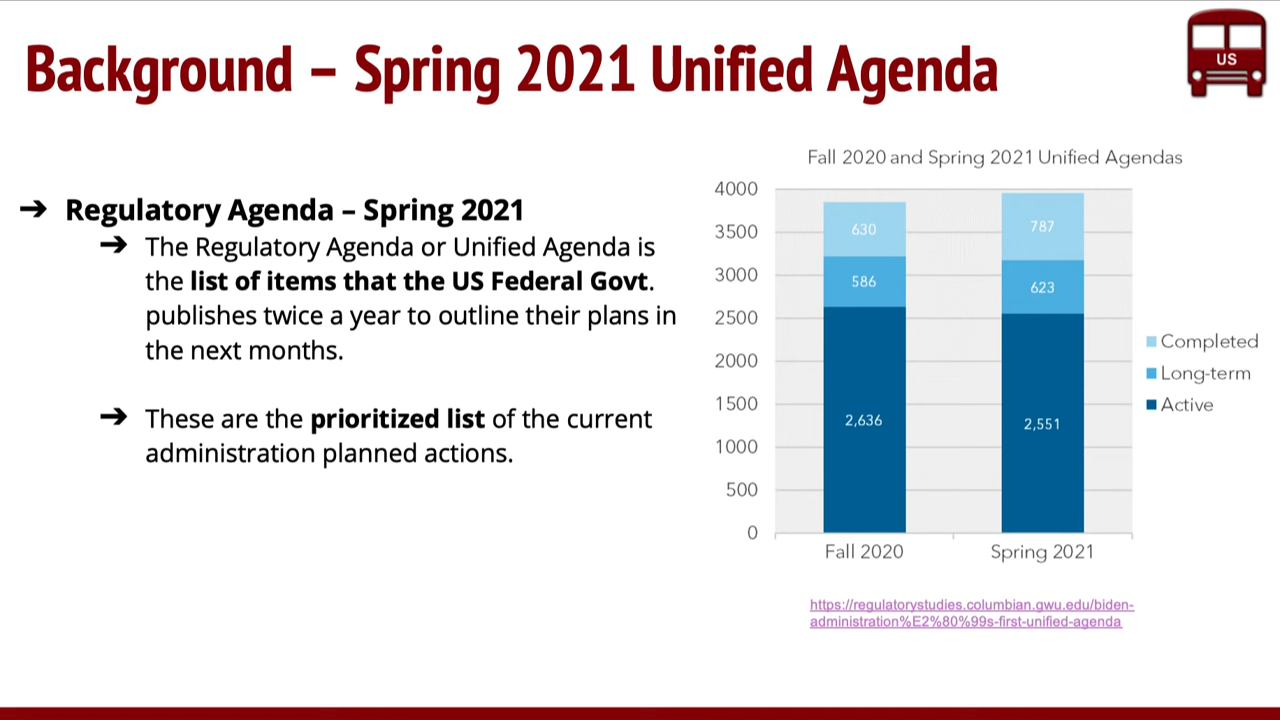 Background – Spring 2021 Unified Agenda
US
➔ Regulatory Agenda – Spring 2021
➔ The Regulatory Agenda or Unified Agenda is
the list of items that the US Federal Govt.
publishes twice a year to outline their plans in
the next months.
➔ These are the prioritized list of the current
administration planned actions.
Fall 2020 and Spring 2021 Unified Agendas
4000
3500
3000
2500
2000
1500
1000
500
0
630
586
2,636
787
623
2,551
Fall 2020
Spring 2021
Completed
Long-term
Active
https://regulatorystudies.columbian.gwu.edu/biden-
administration%E2%80%99s-first-unified-agenda